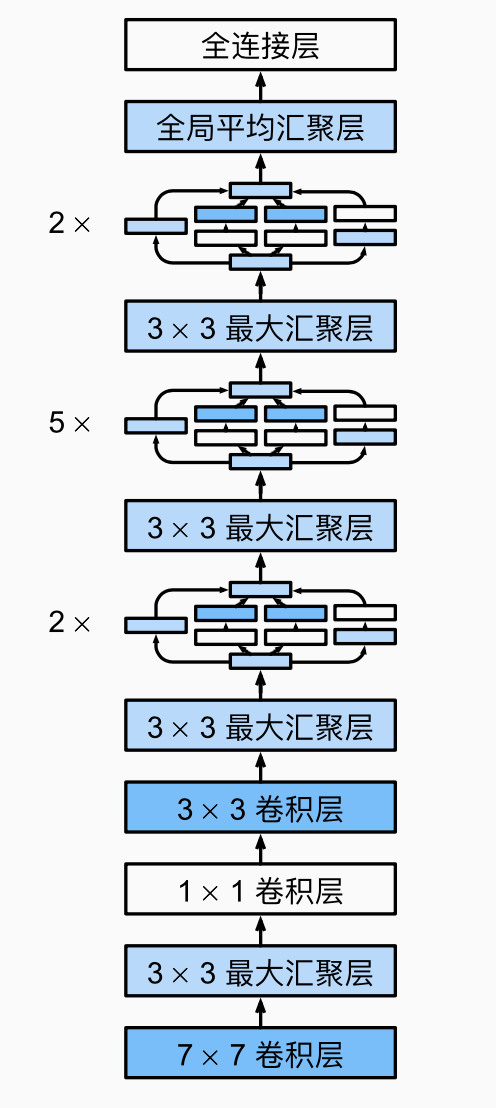 全连接层
全局平均汇聚层
2 ×
3 × 3 最大汇聚层
5 ×
3 × 3 最大汇聚层
2 ×
3 × 3 最大汇聚层
3 × 3 卷积层
1 × 1 卷积层
3 × 3 最大汇聚层
7 × 7 卷积层